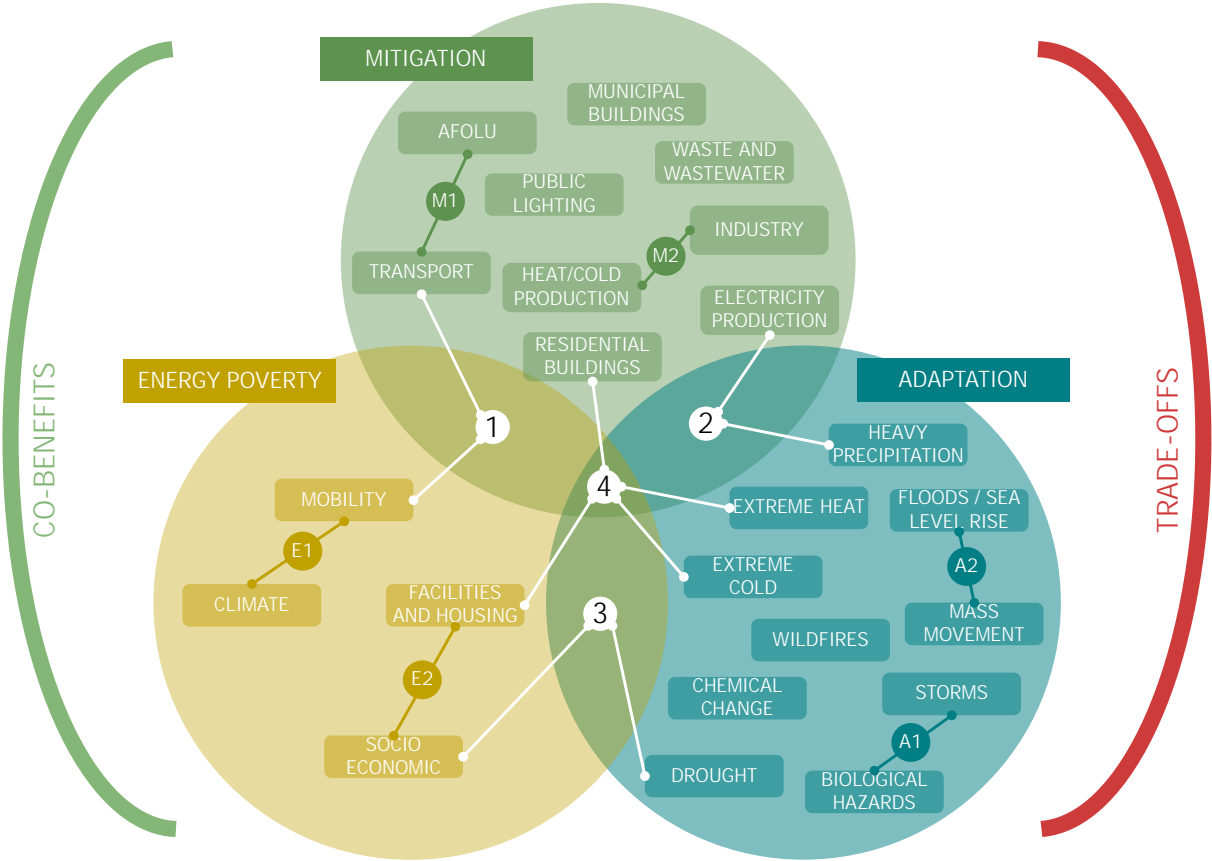 MITIGATION
MUNICIPAL
BUILDINGS
AFOLU
WASTE AND
WASTEWATER
M1
PUBLIC
LIGHTING
INDUSTRY
M2
TRANSPORT
HEAT/COLD
PRODUCTION
ELECTRICITY
PRODUCTION
RESIDENTIAL
BUILDINGS
ENERGY POVERTY
ADAPTATION
CO-BENEFITS
TRADE-OFFS
1
2
HEAVY
PRECIPITATION
4
MOBILITY
EXTREME HEAT
FLOODS / SEA
LEVEL RISE
E1
A2
CLIMATE
FACILITIES
AND HOUSING
EXTREME
COLD
3
MASS
MOVEMENT
WILDFIRES
E2
CHEMICAL
CHANGE
STORMS
A1
SOCIO
ECONOMIC
DROUGHT
BIOLOGICAL
HAZARDS